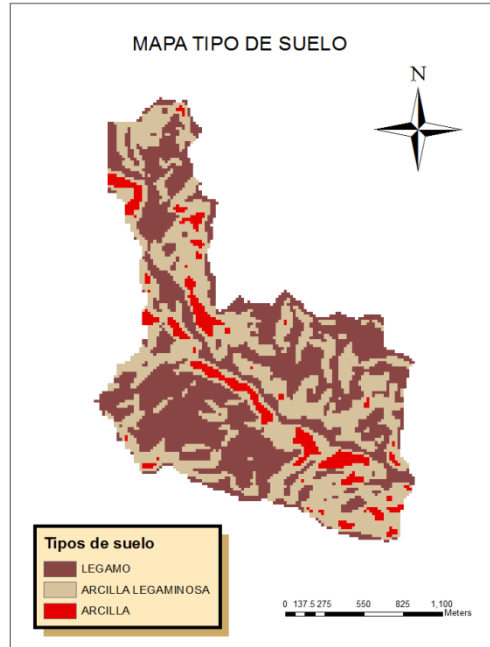 MAPA TIPO DE SUELO
N
Tipos de suelo
LEGAMO
ARCILLA LEGAMINOSA
ARCILLA
0 137.5 275 550 825 1,100
Meters